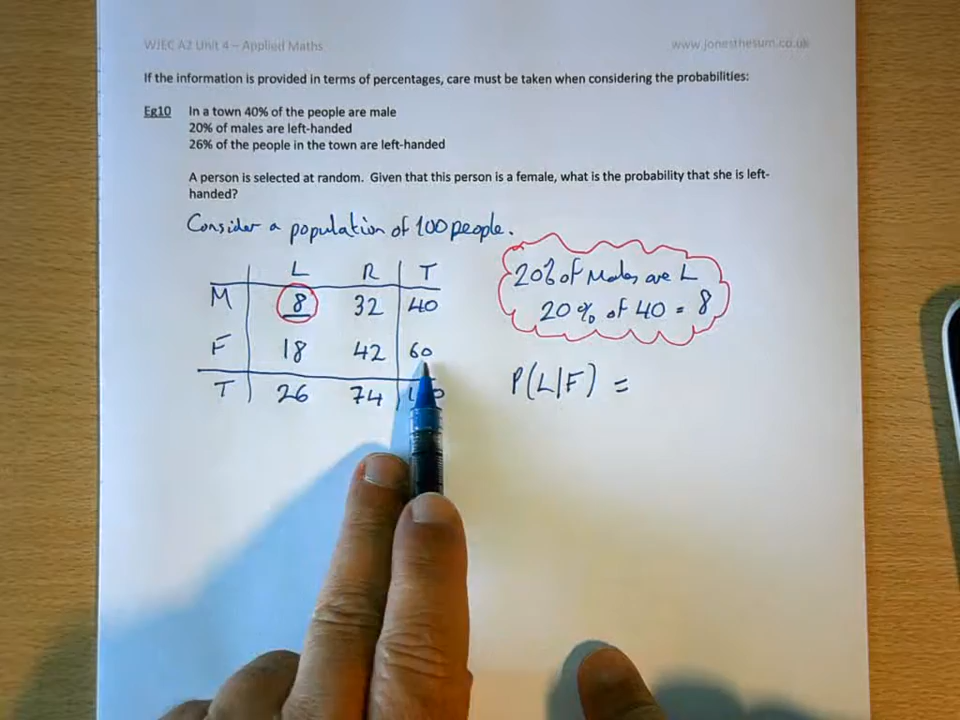 WJEC A2 Unit 4 – Applied Maths www.jonesthesum.co.uk
If the information is provided in terms of percentages, care must be taken when considering the probabilities:
Eg10 In a town 40% of the people are male
20% of males are left-handed
26% of the people in the town are left-handed
A person is selected at random. Given that this person is a female, what is the probability that she is left-
handed?
Consider a population of 100 people.
L R T
M 8 32 40
F 18 42 60
T 26 74
20% of Males are L
20% of 40 = 8
P(L|F) =